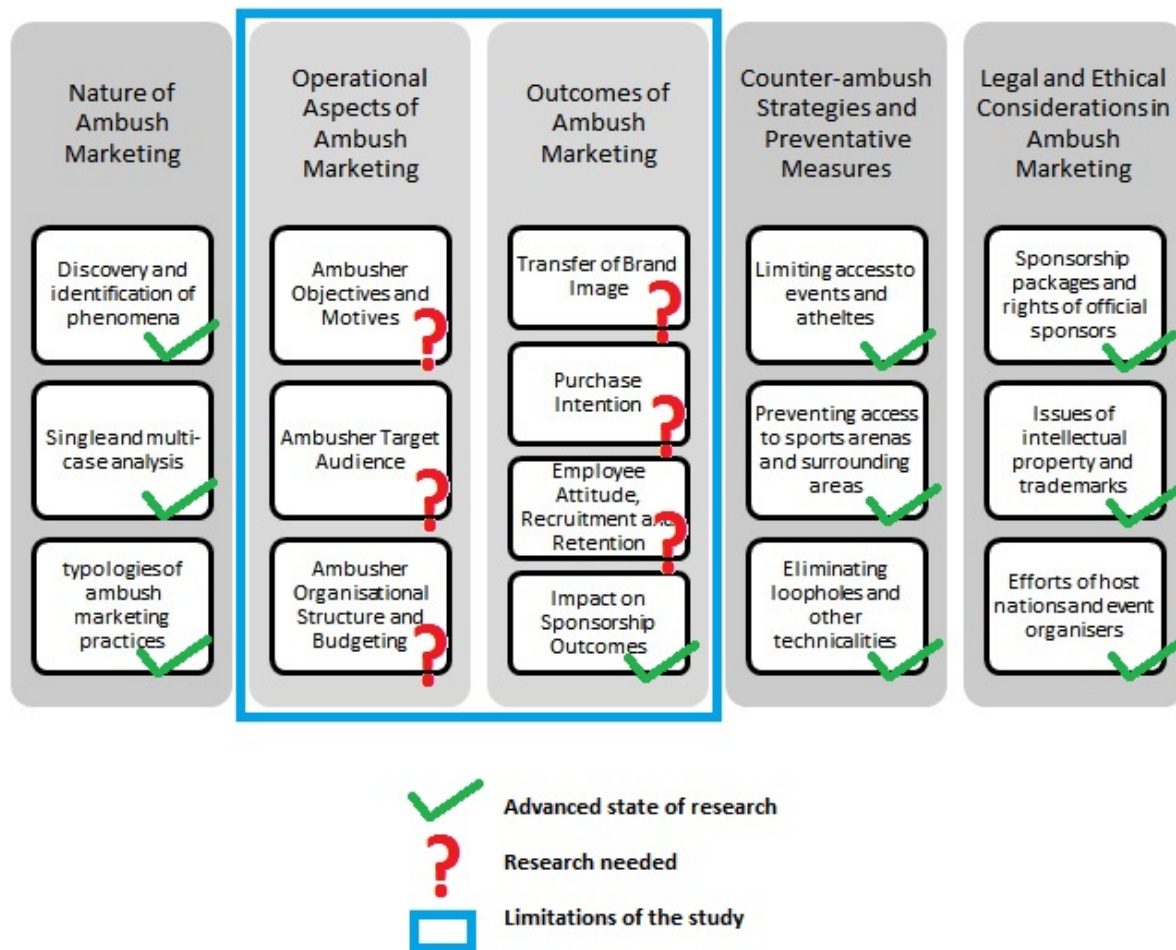 Nature of
Ambush
Marketing
Discovery and
identification of
phenomena
Single and multi-
case analysis
typologies of
ambush
marketing
practices
Operational
Aspects of
Ambush
Marketing
Ambusher
Objectives and
Motives
?
Ambusher Target
Audience
?
Ambusher
Organisational
Structure and
Budgeting
?
Outcomes of
Ambush
Marketing
Transfer of Brand
Image
?
Purchase
Intention
?
Employee
Attitude,
Recruitment and
Retention
?
Impact on
Sponsorship
Outcomes
Counter-ambush
Strategies and
Preventative
Measures
Limiting access to
events and
atheltes
Preventing access
to sports arenas
and surrounding
areas
Eliminating
loopholes and
other
technicalities
Legal and Ethical
Considerations in
Ambush
Marketing
Sponsorship
packages and
rights of official
sponsors
Issues of
intellectual
property and
trademarks
Efforts of host
nations and event
organisers
Advanced state of research
? Research needed
Limitations of the study